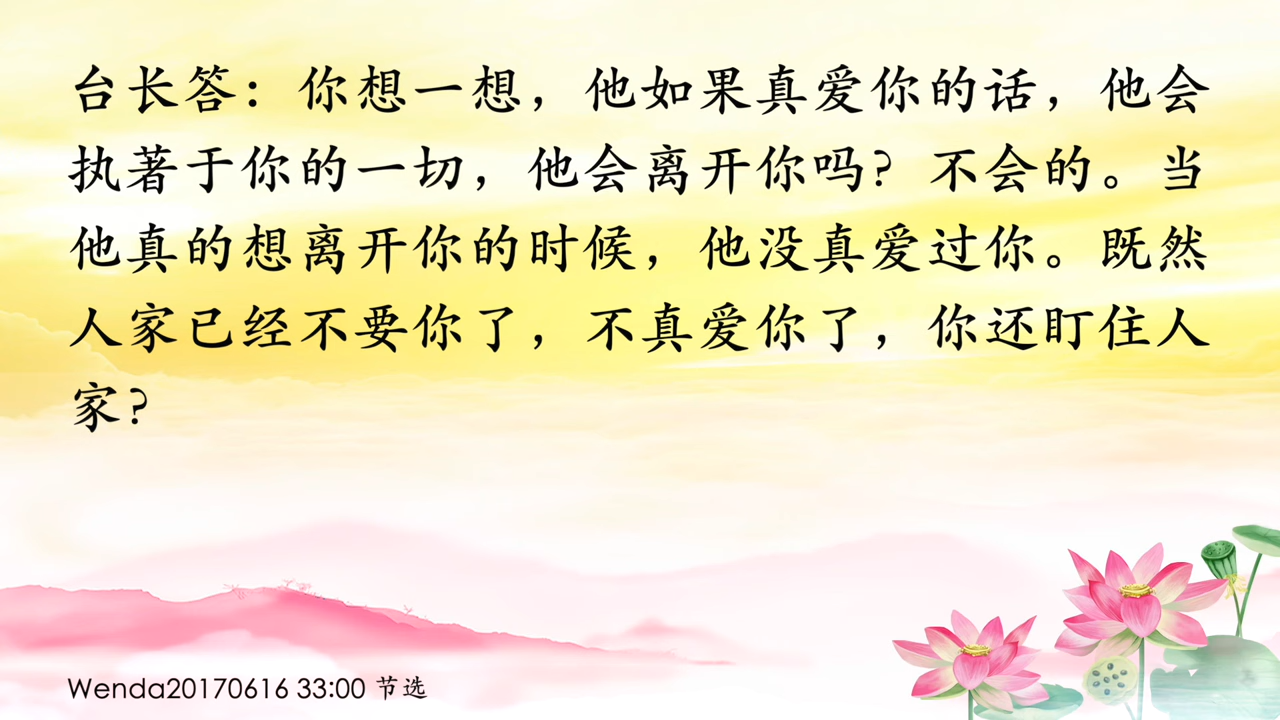 台长答：你想一想，他如果真爱你的话，他会
执著于你的一切，他会离开你吗？不会的。当
他真的想离开你的时候，他没真爱过你。既然
人家已经不要你了，不真爱你了，你还盯住人
家？
Wenda20170616 33:00 节选